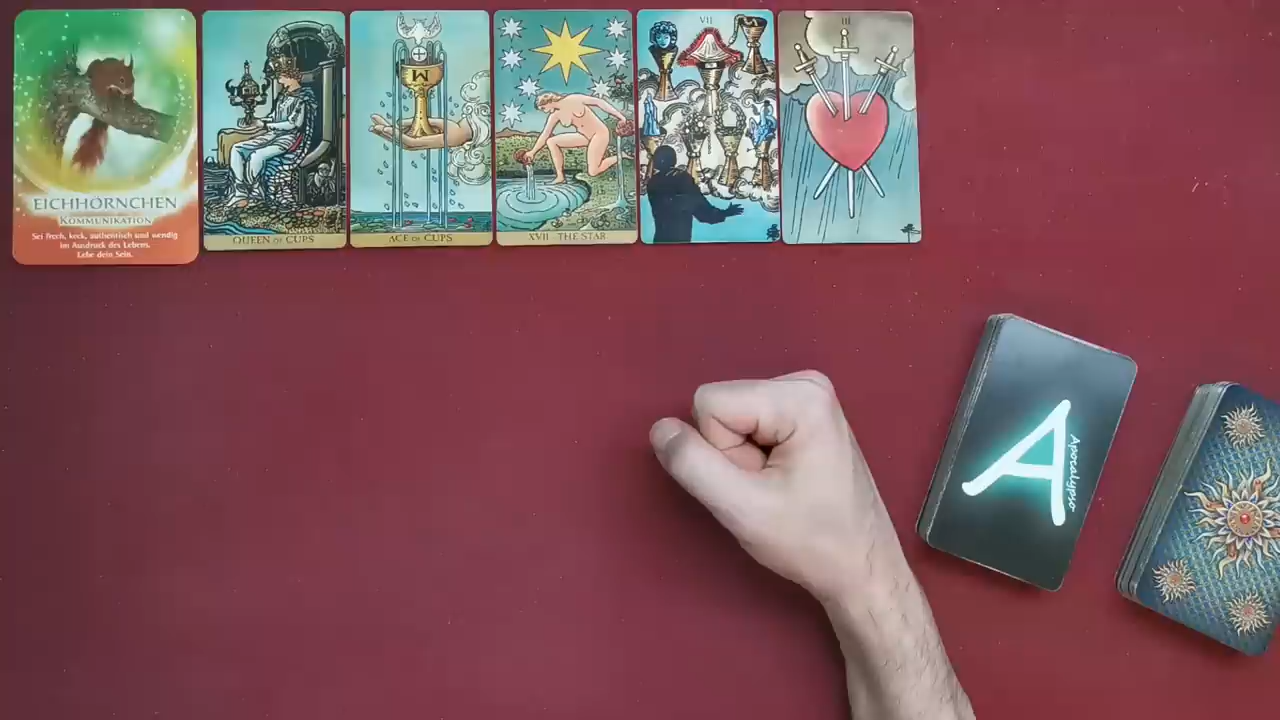 EICHHÖRNCHEN
KOMMUNIKATION
Sei frech, keck, authentisch und wendig
im Ausdruck des Lebens.
Lebe dein Sein.
QUEEN OF CUPS
ACE OF CUPS
XVII THE STAR
VII
III
A
Apocalypso